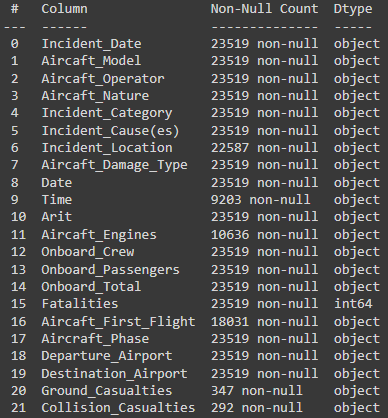 #   Column                Non-Null Count  Dtype
---  ------                --------------  -----
0   Incident_Date         23519 non-null  object
1   Aircaft_Model         23519 non-null  object
2   Aircaft_Operator      23519 non-null  object
3   Aircaft_Nature        23519 non-null  object
4   Incident_Category     23519 non-null  object
5   Incident_Cause(es)    23519 non-null  object
6   Incident_Location     22587 non-null  object
7   Aircaft_Damage_Type   23519 non-null  object
8   Date                  23519 non-null  object
9   Time                  9203 non-null   object
10  Arit                  23519 non-null  object
11  Aircaft_Engines       10636 non-null  object
12  Onboard_Crew          23519 non-null  object
13  Onboard_Passengers    23519 non-null  object
14  Onboard_Total         23519 non-null  object
15  Fatalities            23519 non-null  int64
16  Aircaft_First_Flight  18031 non-null  object
17  Aircraft_Phase        23519 non-null  object
18  Departure_Airport     23519 non-null  object
19  Destination_Airport   23519 non-null  object
20  Ground_Casualties     347 non-null    object
21  Collision_Casualties  292 non-null    object